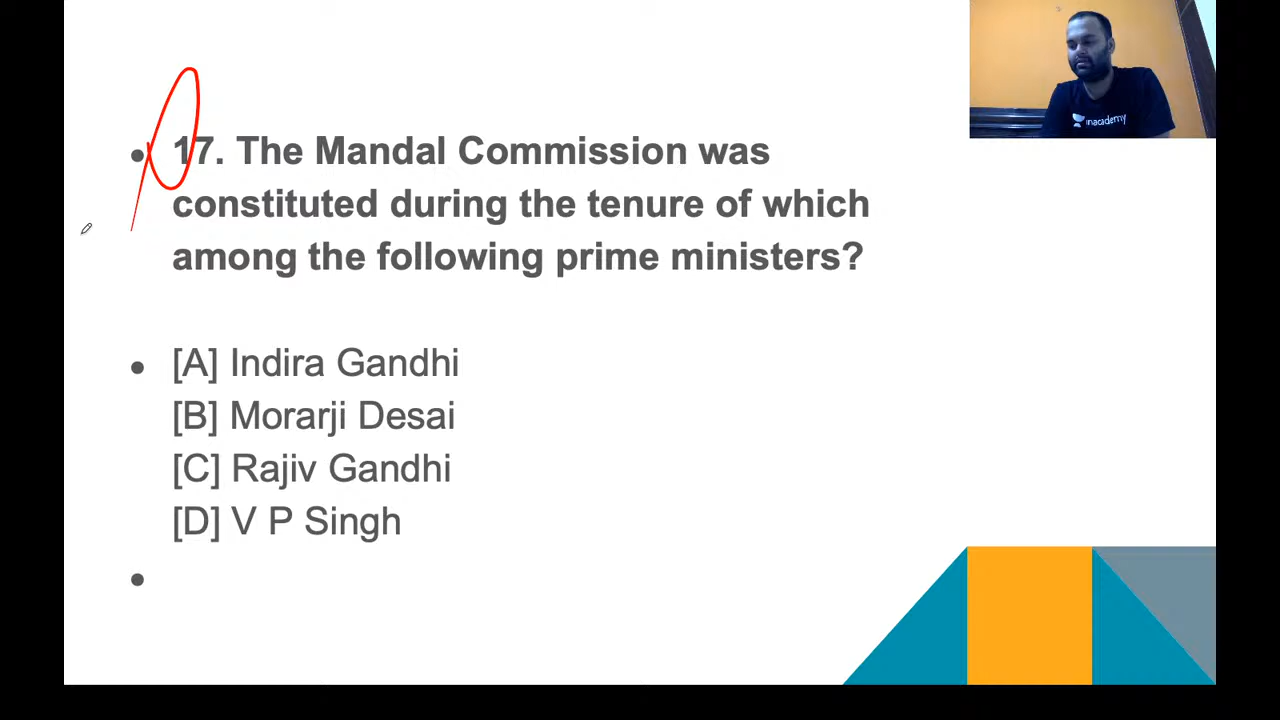 unacademy
• 17. The Mandal Commission was
constituted during the tenure of which
among the following prime ministers?
• [A] Indira Gandhi
[B] Morarji Desai
[C] Rajiv Gandhi
[D] V P Singh
•